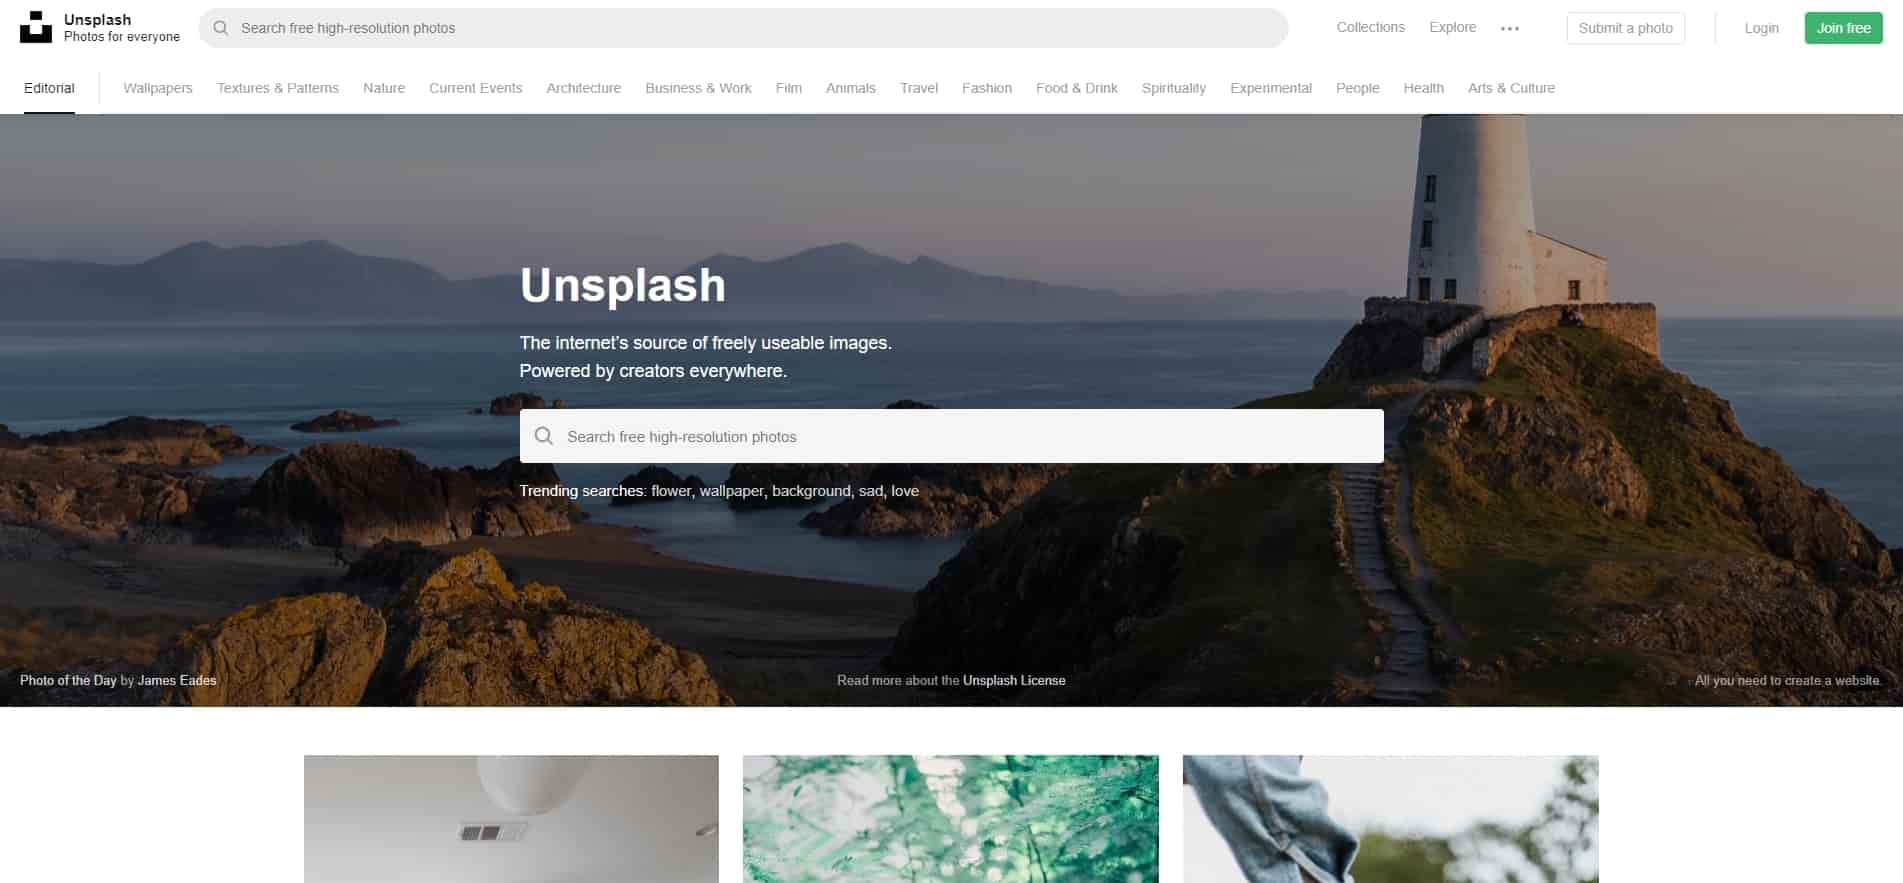 Unsplash
Photos for everyone
Search free high-resolution photos
Collections
Explore
Submit a photo
Login
Join free
Editorial
Wallpapers
Textures & Patterns
Nature
Current Events
Architecture
Business & Work
Film
Animals
Travel
Fashion
Food & Drink
Spirituality
Experimental
People
Health
Arts & Culture
Unsplash
The internet’s source of freely useable images.
Powered by creators everywhere.
Search free high-resolution photos
Trending searches: flower, wallpaper, background, sad, love
Photo of the Day by James Eades
Read more about the Unsplash License
All you need to create a website.